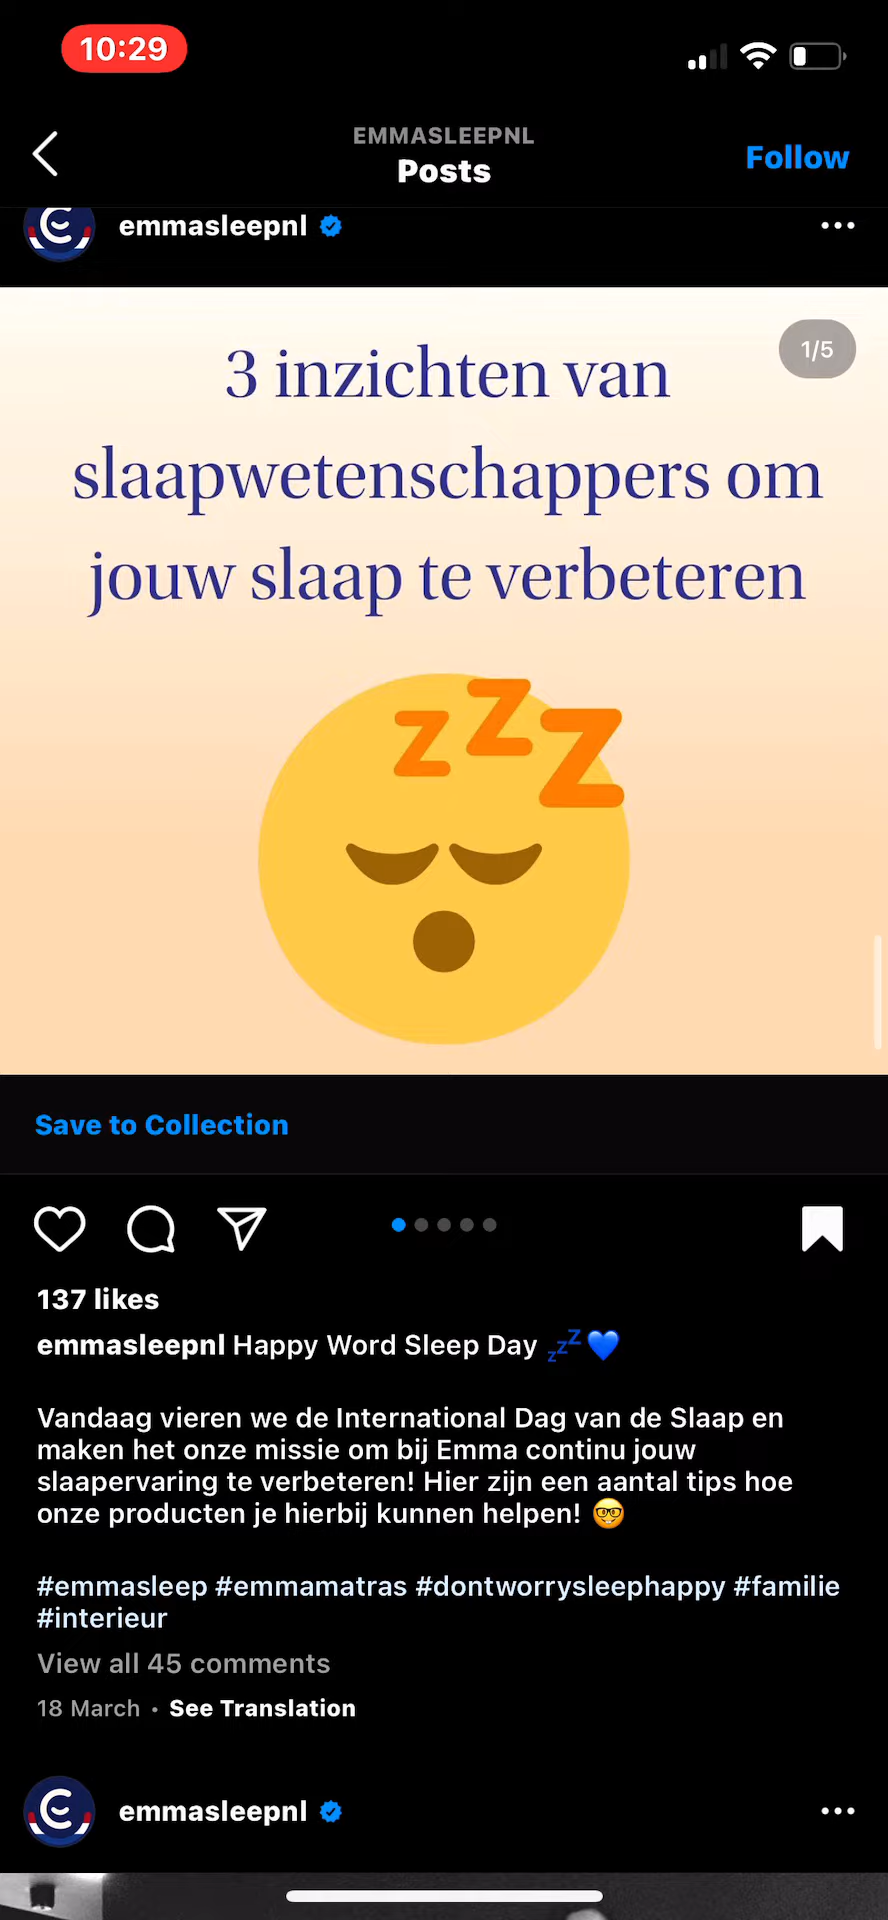 10:29
EMMASLEEPNL
Posts
Follow
emmasleepnl
1/5
3 inzichten van
slaapwetenschappers om
jouw slaap te verbeteren
z z z
Save to Collection
137 likes
emmasleepnl Happy Word Sleep Day 💤💙
Vandaag vieren we de International Dag van de Slaap en
maken het onze missie om bij Emma continu jouw
slaapervaring te verbeteren! Hier zijn een aantal tips hoe
onze producten je hierbij kunnen helpen! 🤓
#emmasleep #emmamatras #dontworrysleephappy #familie
#interieur
View all 45 comments
18 March • See Translation
emmasleepnl